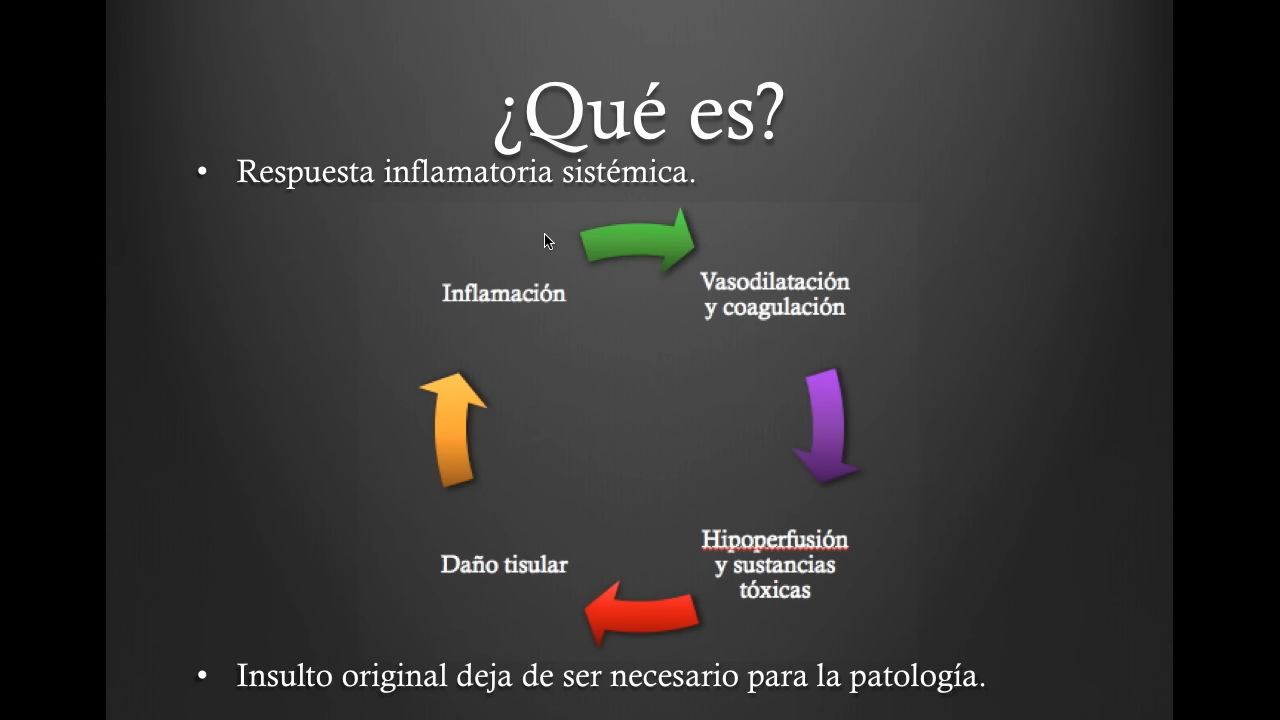 ¿Qué es?
• Respuesta inflamatoria sistémica.
Inflamación
Vasodilatación
y coagulación
Hipoperfusión
y sustancias
tóxicas
Daño tisular
• Insulto original deja de ser necesario para la patología.